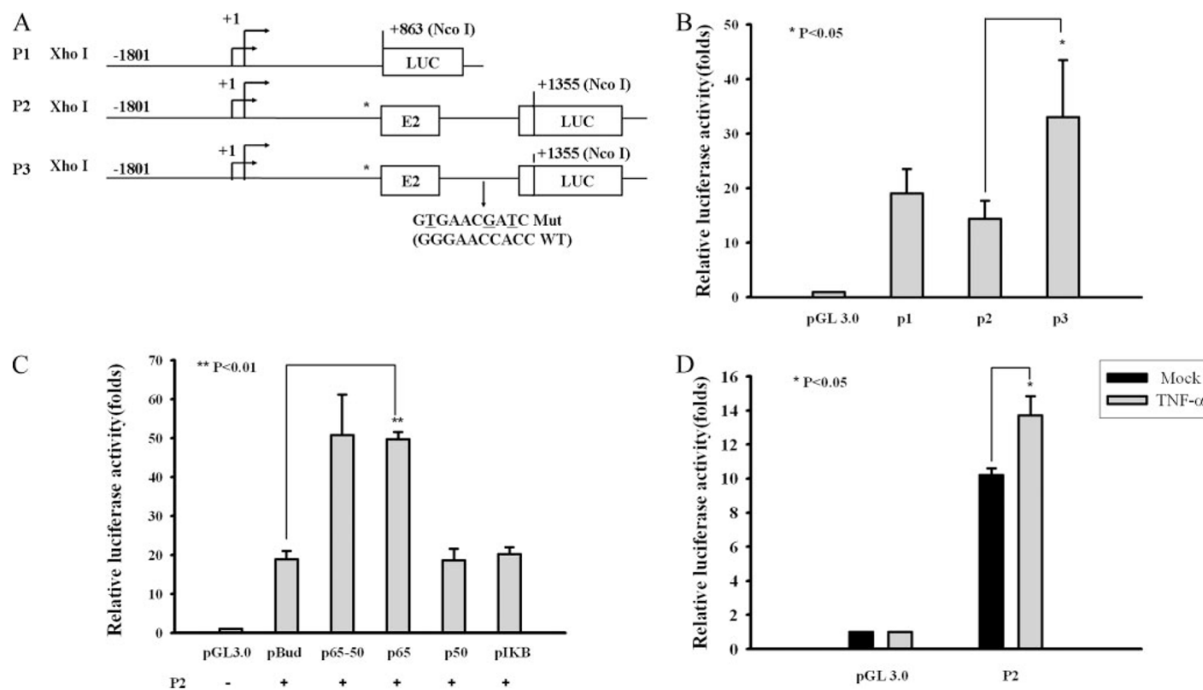 A
+1
+863 (Nco I)
P1 Xho I -1801
LUC
+1
+1355 (Nco I)
P2 Xho I -1801
*
E2
LUC
+1
+1355 (Nco I)
P3 Xho I -1801
*
E2
LUC
GTGAACGATC Mut
(GGGAACCACC WT)
B
* P<0.05
*
Relative luciferase activity(folds)
50
40
30
20
10
0
pGL 3.0 p1 p2 p3
C
** P<0.01
**
Relative luciferase activity(folds)
70
60
50
40
30
20
10
0
pGL3.0 pBud p65-50 p65 p50 pIKB
P2 - + + + + +
D
* P<0.05
*
Mock
TNF-α
Relative luciferase activity(folds)
16
14
12
10
8
6
4
2
0
pGL 3.0 P2